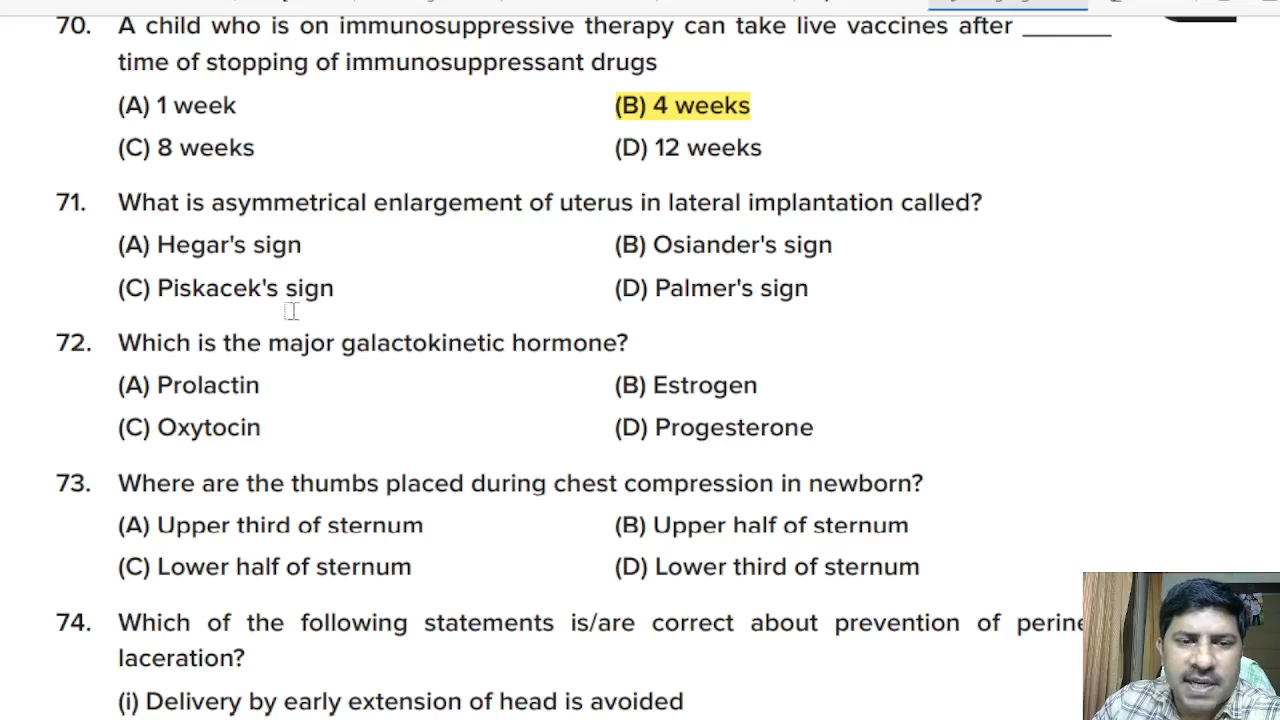 70. A child who is on immunosuppressive therapy can take live vaccines after _______
time of stopping of immunosuppressant drugs
(A) 1 week (B) 4 weeks
(C) 8 weeks (D) 12 weeks
71. What is asymmetrical enlargement of uterus in lateral implantation called?
(A) Hegar's sign (B) Osiander's sign
(C) Piskacek's sign (D) Palmer's sign
72. Which is the major galactokinetic hormone?
(A) Prolactin (B) Estrogen
(C) Oxytocin (D) Progesterone
73. Where are the thumbs placed during chest compression in newborn?
(A) Upper third of sternum (B) Upper half of sternum
(C) Lower half of sternum (D) Lower third of sternum
74. Which of the following statements is/are correct about prevention of perine
laceration?
(i) Delivery by early extension of head is avoided